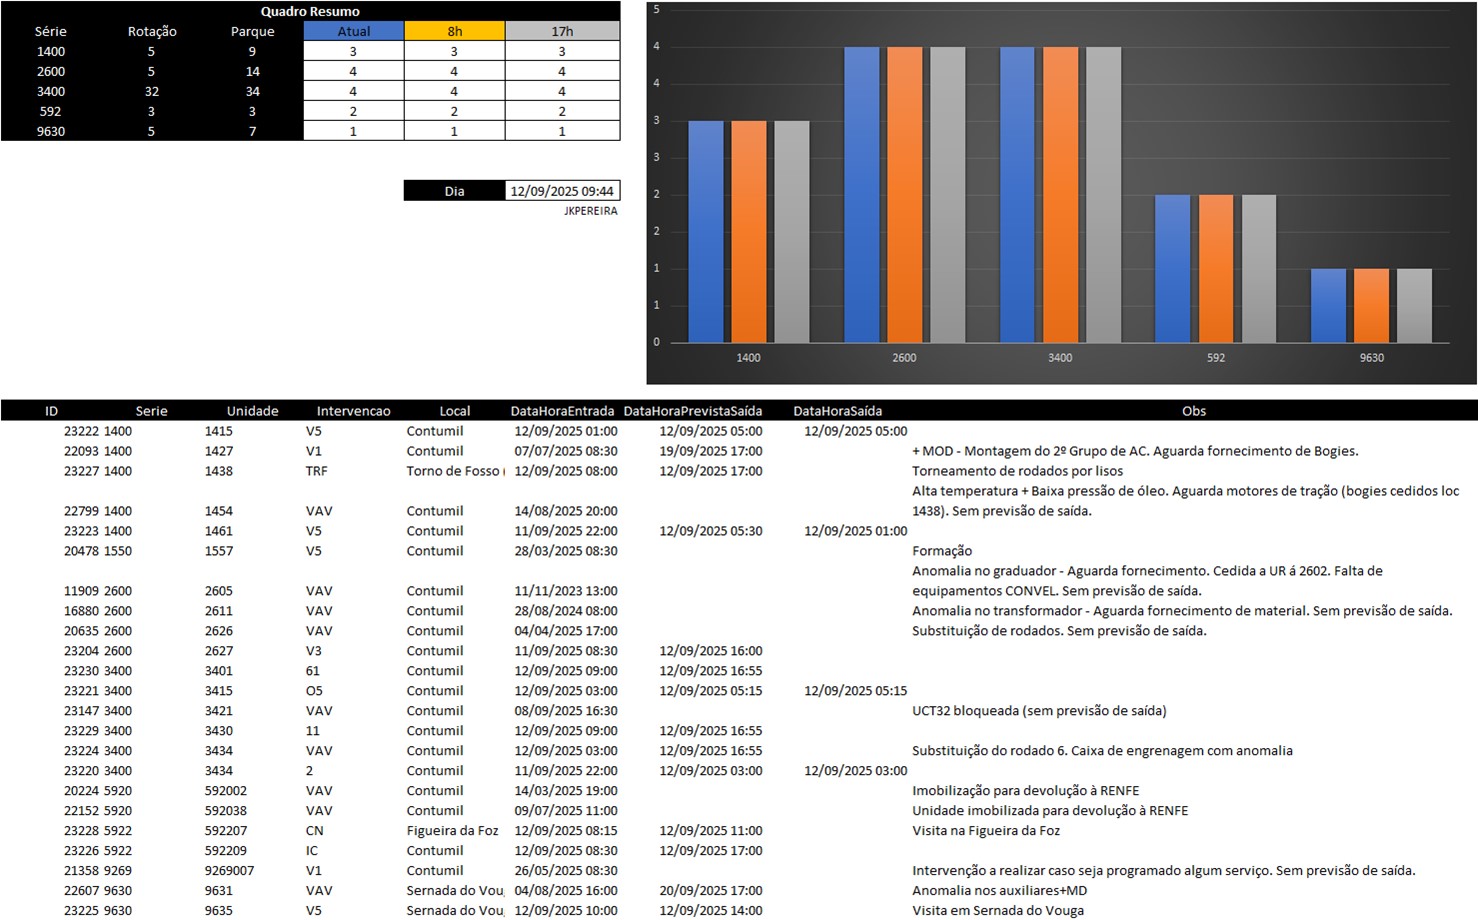 Quadro Resumo
Série Rotação Parque Atual 8h 17h
1400 5 9 3 3 3
2600 5 14 4 4 4
3400 32 34 4 4 4
592 3 3 2 2 2
9630 5 7 1 1 1
Dia 12/09/2025 09:44
JKPEREIRA
5
4
4
3
3
2
2
1
1
0
1400 2600 3400 592 9630
ID Serie Unidade Intervencao Local DataHoraEntrada DataHoraPrevistaSaída DataHoraSaída Obs
23222 1400 1415 V5 Contumil 12/09/2025 01:00 12/09/2025 05:00 12/09/2025 05:00
22093 1400 1427 V1 Contumil 07/07/2025 08:30 19/09/2025 17:00 + MOD - Montagem do 2º Grupo de AC. Aguarda fornecimento de Bogies.
23227 1400 1438 TRF Torno de Fosso ( 12/09/2025 08:00 12/09/2025 17:00 Torneamento de rodados por lisos
Alta temperatura + Baixa pressão de óleo. Aguarda motores de tração (bogies cedidos loc
22799 1400 1454 VAV Contumil 14/08/2025 20:00 1438). Sem previsão de saída.
23223 1400 1461 V5 Contumil 11/09/2025 22:00 12/09/2025 05:30 12/09/2025 01:00
20478 1550 1557 V5 Contumil 28/03/2025 08:30 Formação
Anomalia no graduador - Aguarda fornecimento. Cedida a UR á 2602. Falta de
11909 2600 2605 VAV Contumil 11/11/2023 13:00 equipamentos CONVEL. Sem previsão de saída.
16880 2600 2611 VAV Contumil 28/08/2024 08:00 Anomalia no transformador - Aguarda fornecimento de material. Sem previsão de saída.
20635 2600 2626 VAV Contumil 04/04/2025 17:00 Substituição de rodados. Sem previsão de saída.
23204 2600 2627 V3 Contumil 11/09/2025 08:30 12/09/2025 16:00
23230 3400 3401 61 Contumil 12/09/2025 09:00 12/09/2025 16:55
23221 3400 3415 O5 Contumil 12/09/2025 03:00 12/09/2025 05:15 12/09/2025 05:15
23147 3400 3421 VAV Contumil 08/09/2025 16:30 UCT32 bloqueada (sem previsão de saída)
23229 3400 3430 11 Contumil 12/09/2025 09:00 12/09/2025 16:55
23224 3400 3434 VAV Contumil 12/09/2025 03:00 12/09/2025 16:55 Substituição do rodado 6. Caixa de engrenagem com anomalia
23220 3400 3434 2 Contumil 11/09/2025 22:00 12/09/2025 03:00 12/09/2025 03:00
20224 5920 592002 VAV Contumil 14/03/2025 19:00 Imobilização para devolução à RENFE
22152 5920 592038 VAV Contumil 09/07/2025 11:00 Unidade imobilizada para devolução à RENFE
23228 5922 592207 CN Figueira da Foz 12/09/2025 08:15 12/09/2025 11:00 Visita na Figueira da Foz
23226 5922 592209 IC Contumil 12/09/2025 08:30 12/09/2025 17:00
21358 9269 9269007 V1 Contumil 26/05/2025 08:30 Intervenção a realizar caso seja programado algum serviço. Sem previsão de saída.
22607 9630 9631 VAV Sernada do Voug 04/08/2025 16:00 20/09/2025 17:00 Anomalia nos auxiliares+MD
23225 9630 9635 V5 Sernada do Voug 12/09/2025 10:00 12/09/2025 14:00 Visita em Sernada do Vouga